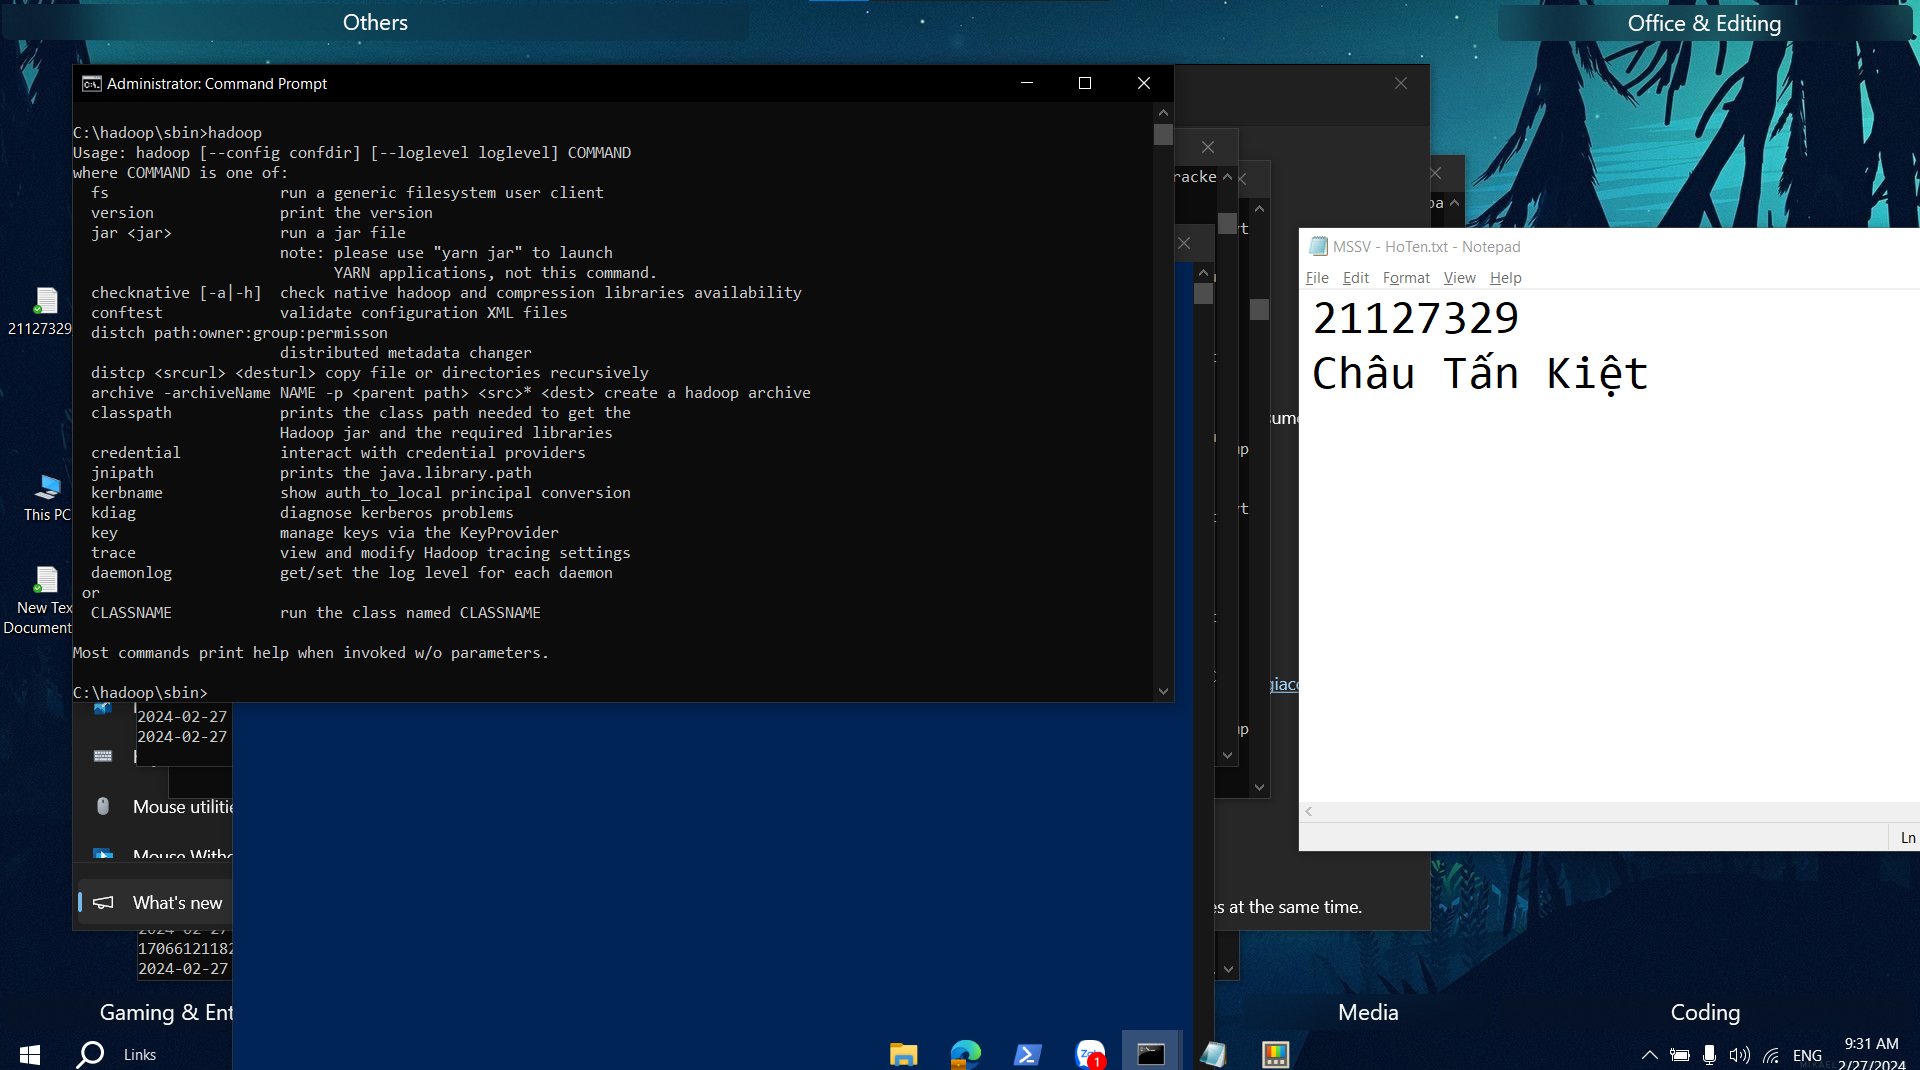 Others
Office & Editing
Administrator: Command Prompt
C:\hadoop\sbin>hadoop
Usage: hadoop [--config confdir] [--loglevel loglevel] COMMAND
where COMMAND is one of:
fs run a generic filesystem user client
version print the version
jar <jar> run a jar file
note: please use "yarn jar" to launch
YARN applications, not this command.
checknative [-a|-h] check native hadoop and compression libraries availability
conftest validate configuration XML files
distch path:owner:group:permisson
distributed metadata changer
distcp <srcurl> <desturl> copy file or directories recursively
archive -archiveName NAME -p <parent path> <src>* <dest> create a hadoop archive
classpath prints the class path needed to get the
Hadoop jar and the required libraries
credential interact with credential providers
jnipath prints the java.library.path
kerbname show auth_to_local principal conversion
kdiag diagnose kerberos problems
key manage keys via the KeyProvider
trace view and modify Hadoop tracing settings
daemonlog get/set the log level for each daemon
or
CLASSNAME run the class named CLASSNAME
Most commands print help when invoked w/o parameters.
C:\hadoop\sbin>
MSSV - HoTen.txt - Notepad
File Edit Format View Help
21127329
Châu Tấn Kiệt
Ln
21127329
This PC
New Tex
Document
racke
2024-02-27
2024-02-27
Mouse utilitie
Mouse Witho
What's new
2024-02-27
17066121182
2024-02-27
es at the same time.
Gaming & Ent
Media
Coding
Links
1
ENG
9:31 AM
2/27/2024